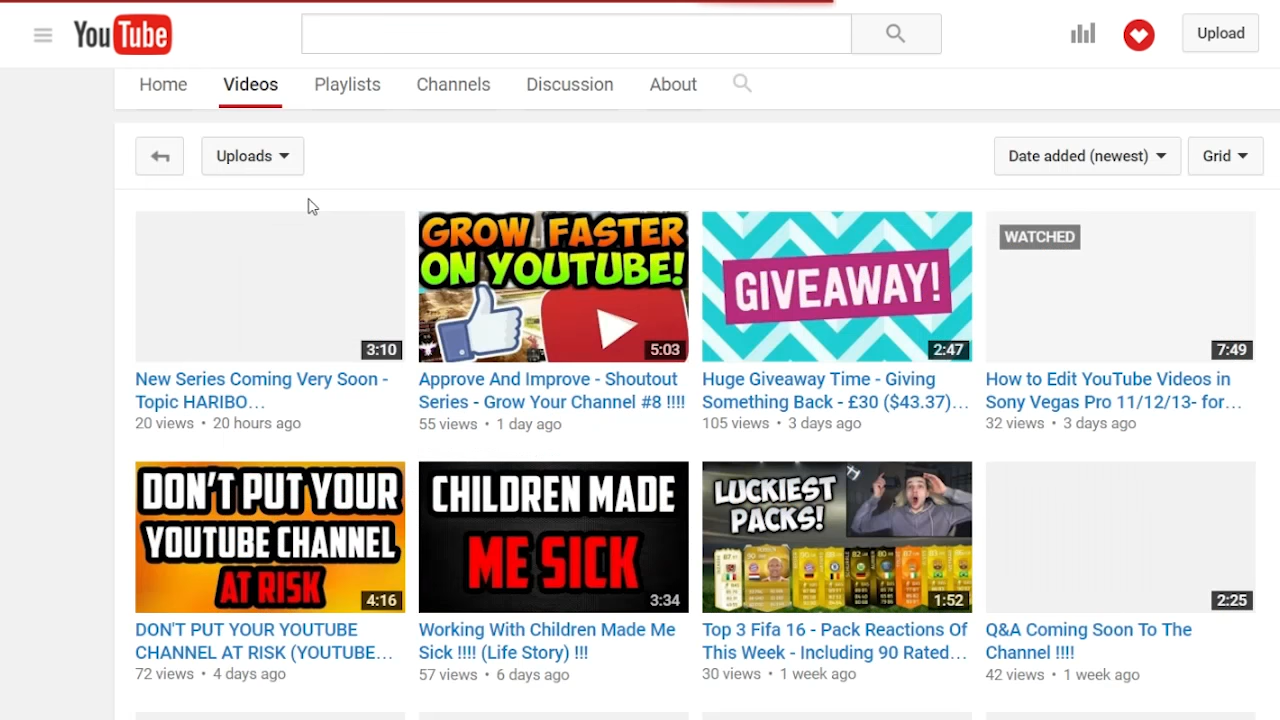 YouTube
Upload
Home
Videos
Playlists
Channels
Discussion
About
Uploads
Date added (newest)
Grid
3:10
GROW FASTER
ON YOUTUBE!
5:03
GIVEAWAY!
2:47
WATCHED
7:49
New Series Coming Very Soon -
Topic HARIBO…
20 views • 20 hours ago
Approve And Improve - Shoutout
Series - Grow Your Channel #8 !!!!
55 views • 1 day ago
Huge Giveaway Time - Giving
Something Back - £30 ($43.37)…
105 views • 3 days ago
How to Edit YouTube Videos in
Sony Vegas Pro 11/12/13- for…
32 views • 3 days ago
DON'T PUT YOUR
YOUTUBE CHANNEL
AT RISK
4:16
CHILDREN MADE
ME SICK
3:34
LUCKIEST
PACKS!
1:52
2:25
DON'T PUT YOUR YOUTUBE
CHANNEL AT RISK (YOUTUBE…
72 views • 4 days ago
Working With Children Made Me
Sick !!!! (Life Story) !!!
57 views • 6 days ago
Top 3 Fifa 16 - Pack Reactions Of
This Week - Including 90 Rated…
30 views • 1 week ago
Q&A Coming Soon To The
Channel !!!!
42 views • 1 week ago